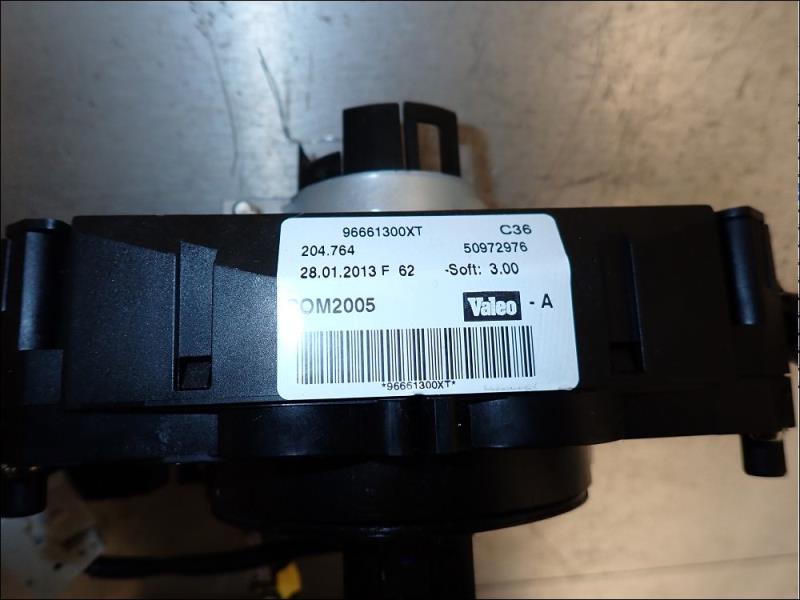 96661300XT C36
204.764 50972976
28.01.2013 F 62 -Soft: 3.00
COM2005 Valeo - A
*96661300XT*